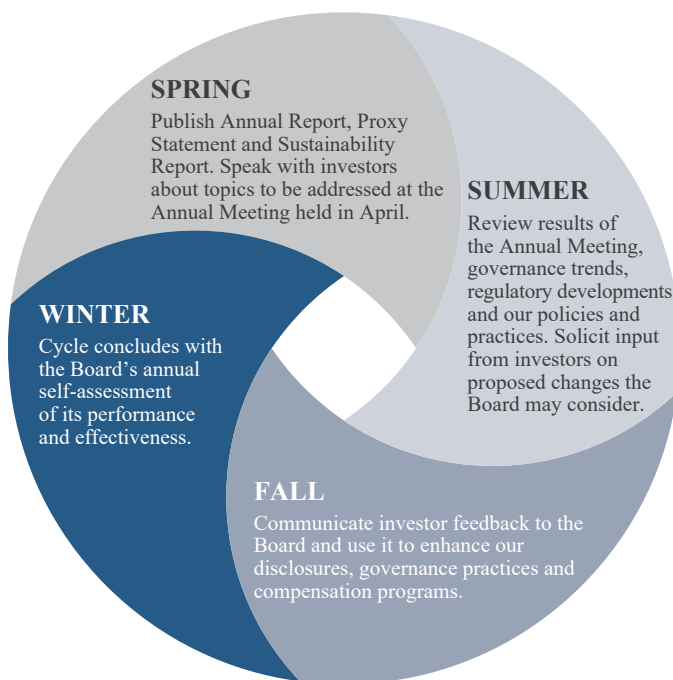 SPRING
Publish Annual Report, Proxy
Statement and Sustainability
Report. Speak with investors
about topics to be addressed at the
Annual Meeting held in April.
SUMMER
Review results of
the Annual Meeting,
governance trends,
regulatory developments
and our policies and
practices. Solicit input
from investors on
proposed changes the
Board may consider.
FALL
Communicate investor feedback to the
Board and use it to enhance our
disclosures, governance practices and
compensation programs.
WINTER
Cycle concludes with
the Board’s annual
self-assessment
of its performance
and effectiveness.